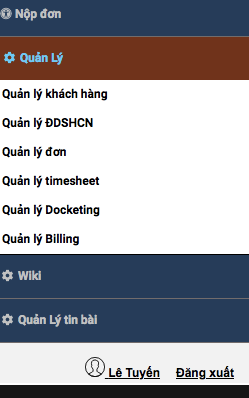 Nộp đơn
Quản Lý
Quản lý khách hàng
Quản lý ĐDSHCN
Quản lý đơn
Quản lý timesheet
Quản lý Docketing
Quản lý Billing
Wiki
Quản Lý tin bài
Lê Tuyến Đăng xuất